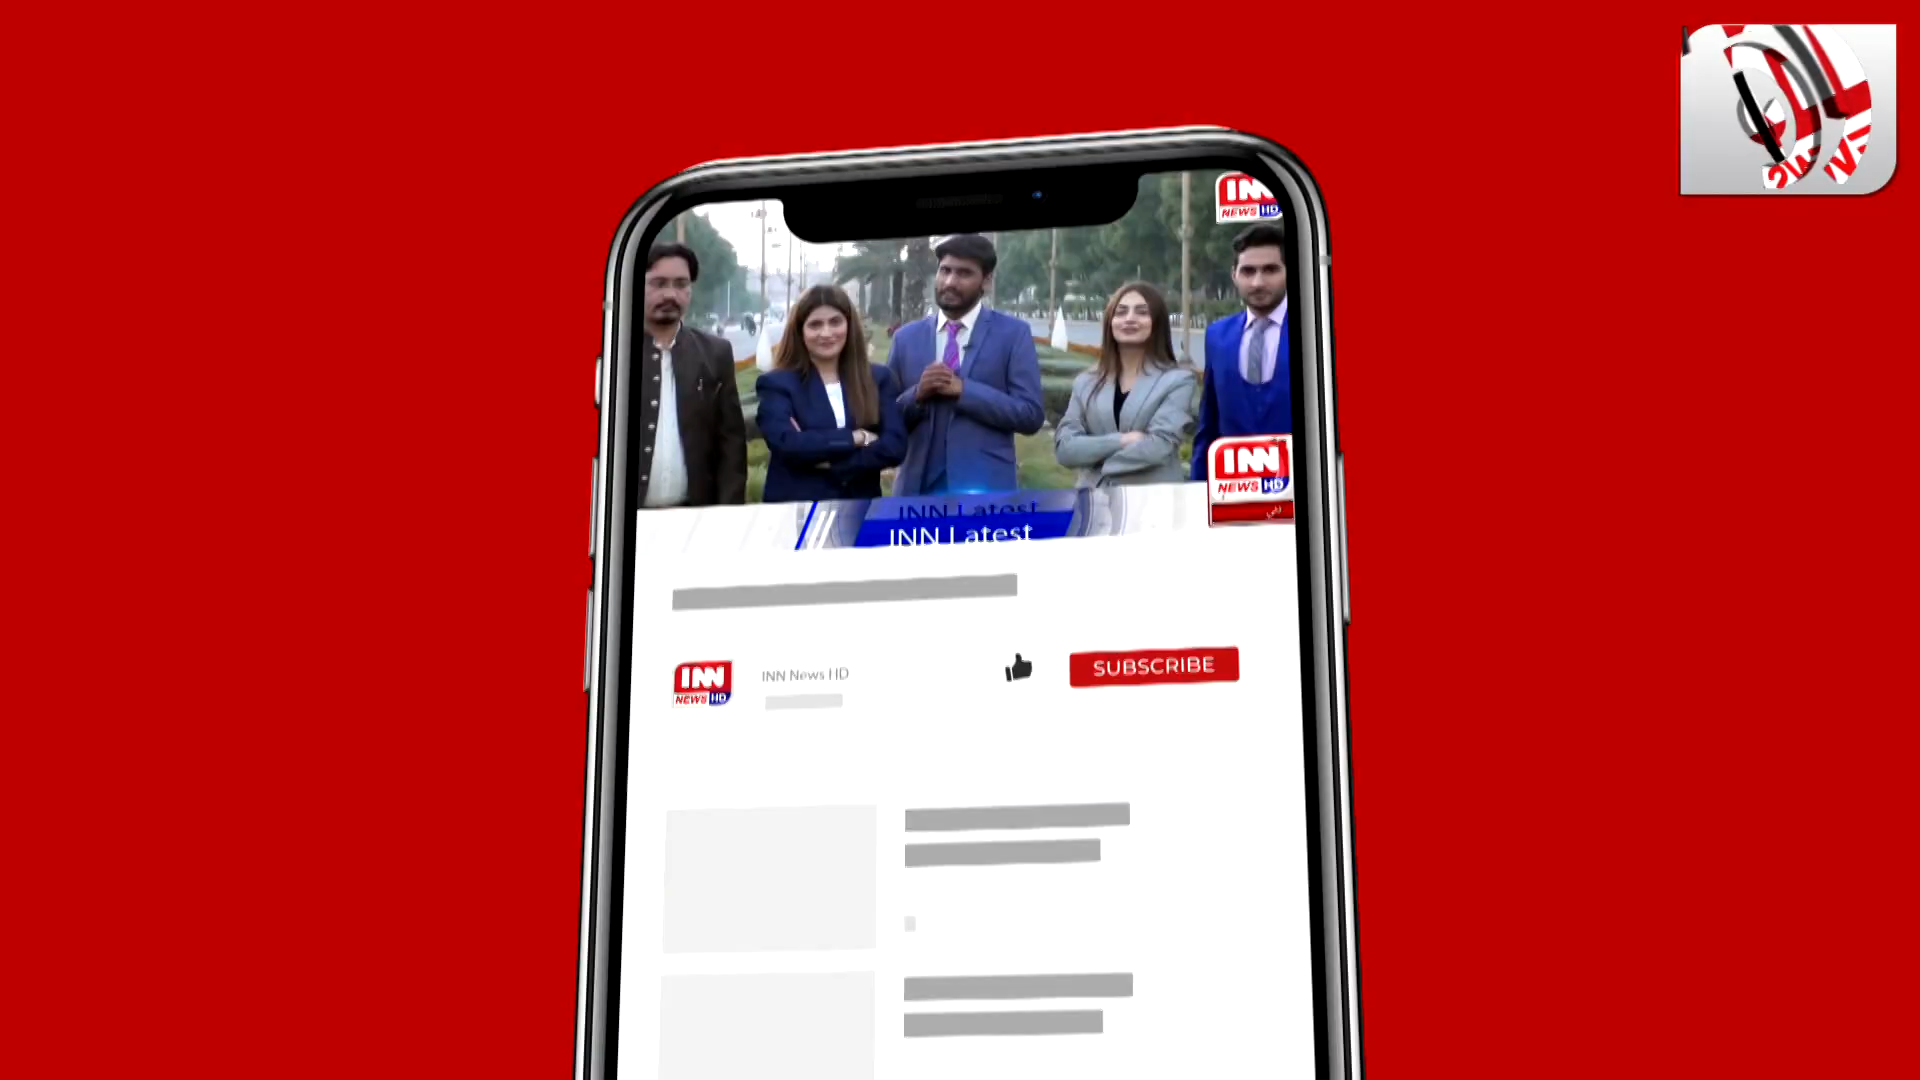 INN
NEWS HD
INN
NEWS HD
INN Latest
INN Latest
INN
NEWS HD
INN News HD
SUBSCRIBE